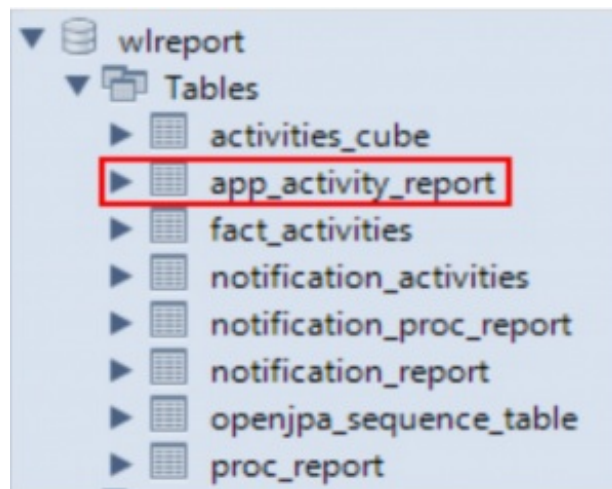 wlreport
Tables
activities_cube
app_activity_report
fact_activities
notification_activities
notification_proc_report
notification_report
openjpa_sequence_table
proc_report